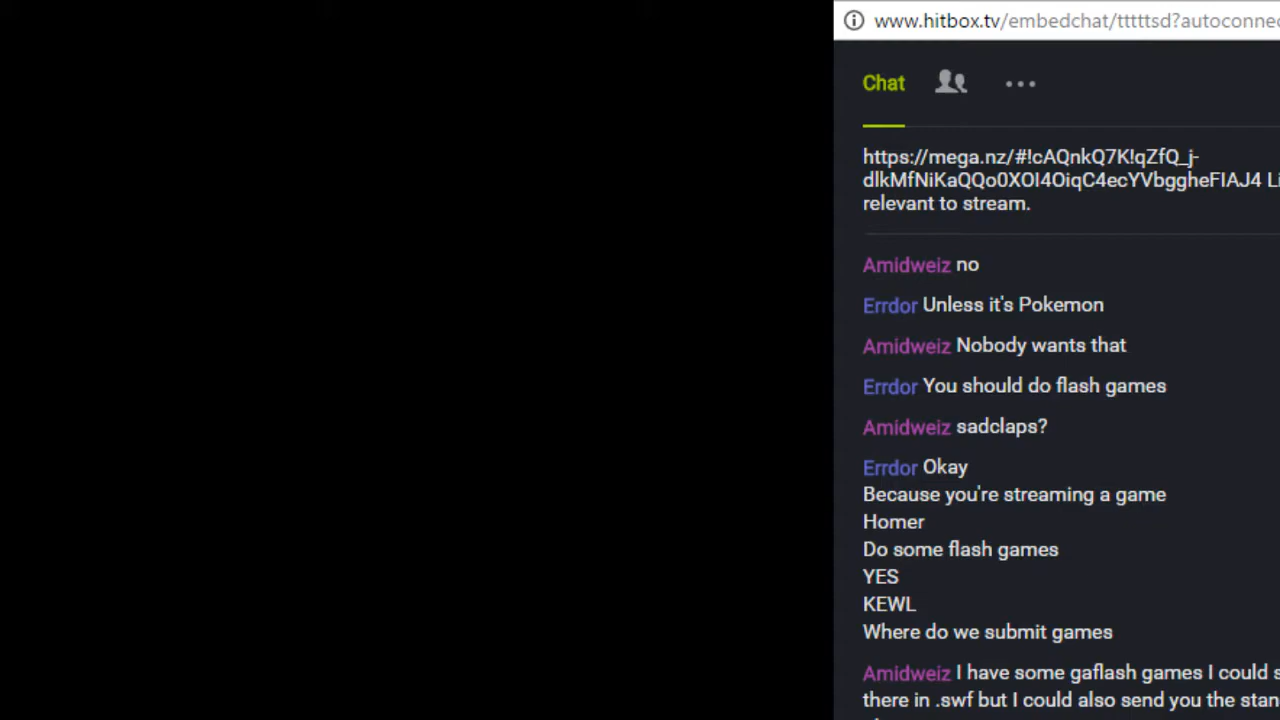 www.hitbox.tv/embedchat/tttttsd?autoconnec
Chat
https://mega.nz/#!cAQnkQ7K!qZfQ_j-
dlkMfNiKaQQo0XOI4OiqC4ecYVbggheFIAJ4 Li
relevant to stream.
Amidweiz no
Errdor Unless it's Pokemon
Amidweiz Nobody wants that
Errdor You should do flash games
Amidweiz sadclaps?
Errdor Okay
Because you're streaming a game
Homer
Do some flash games
YES
KEWL
Where do we submit games
Amidweiz I have some gaflash games I could s
there in .swf but I could also send you the stan